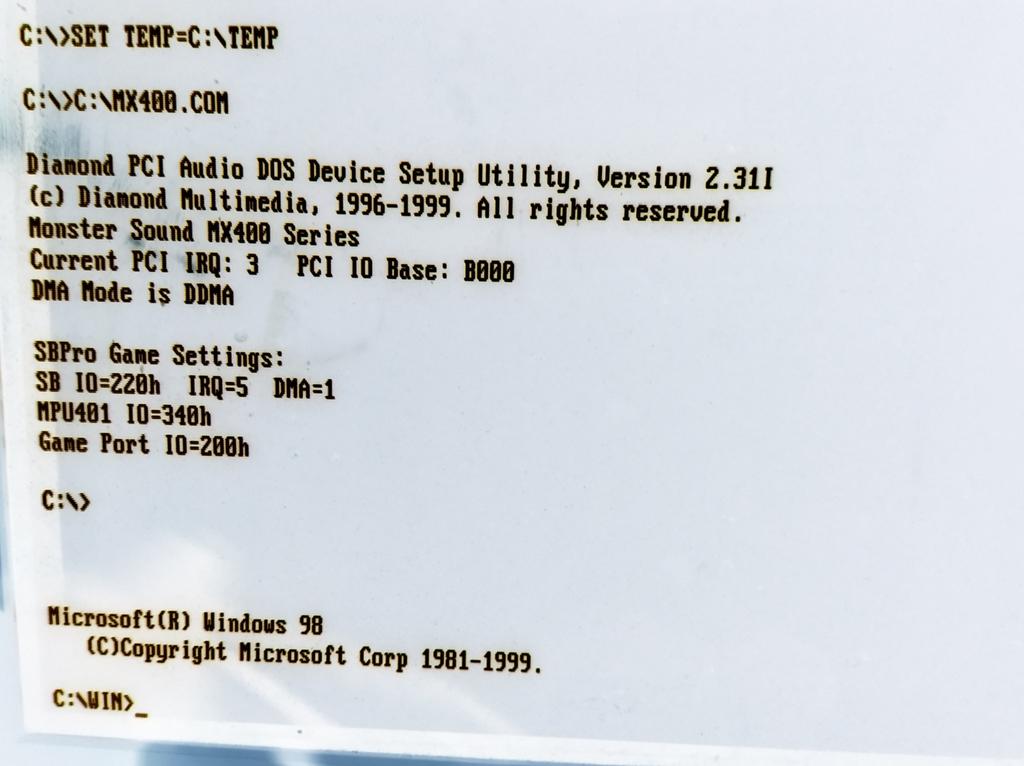 C:\>SET TEMP=C:\TEMP
C:\>C:\MX400.COM
Diamond PCI Audio DOS Device Setup Utility, Version 2.31I
(c) Diamond Multimedia, 1996-1999. All rights reserved.
Monster Sound MX400 Series
Current PCI IRQ: 3   PCI IO Base: B000
DMA Mode is DDMA
SBPro Game Settings:
SB IO=220h  IRQ=5  DMA=1
MPU401 IO=340h
Game Port IO=200h
C:\>
Microsoft(R) Windows 98
(C)Copyright Microsoft Corp 1981-1999.
C:\WIN>_